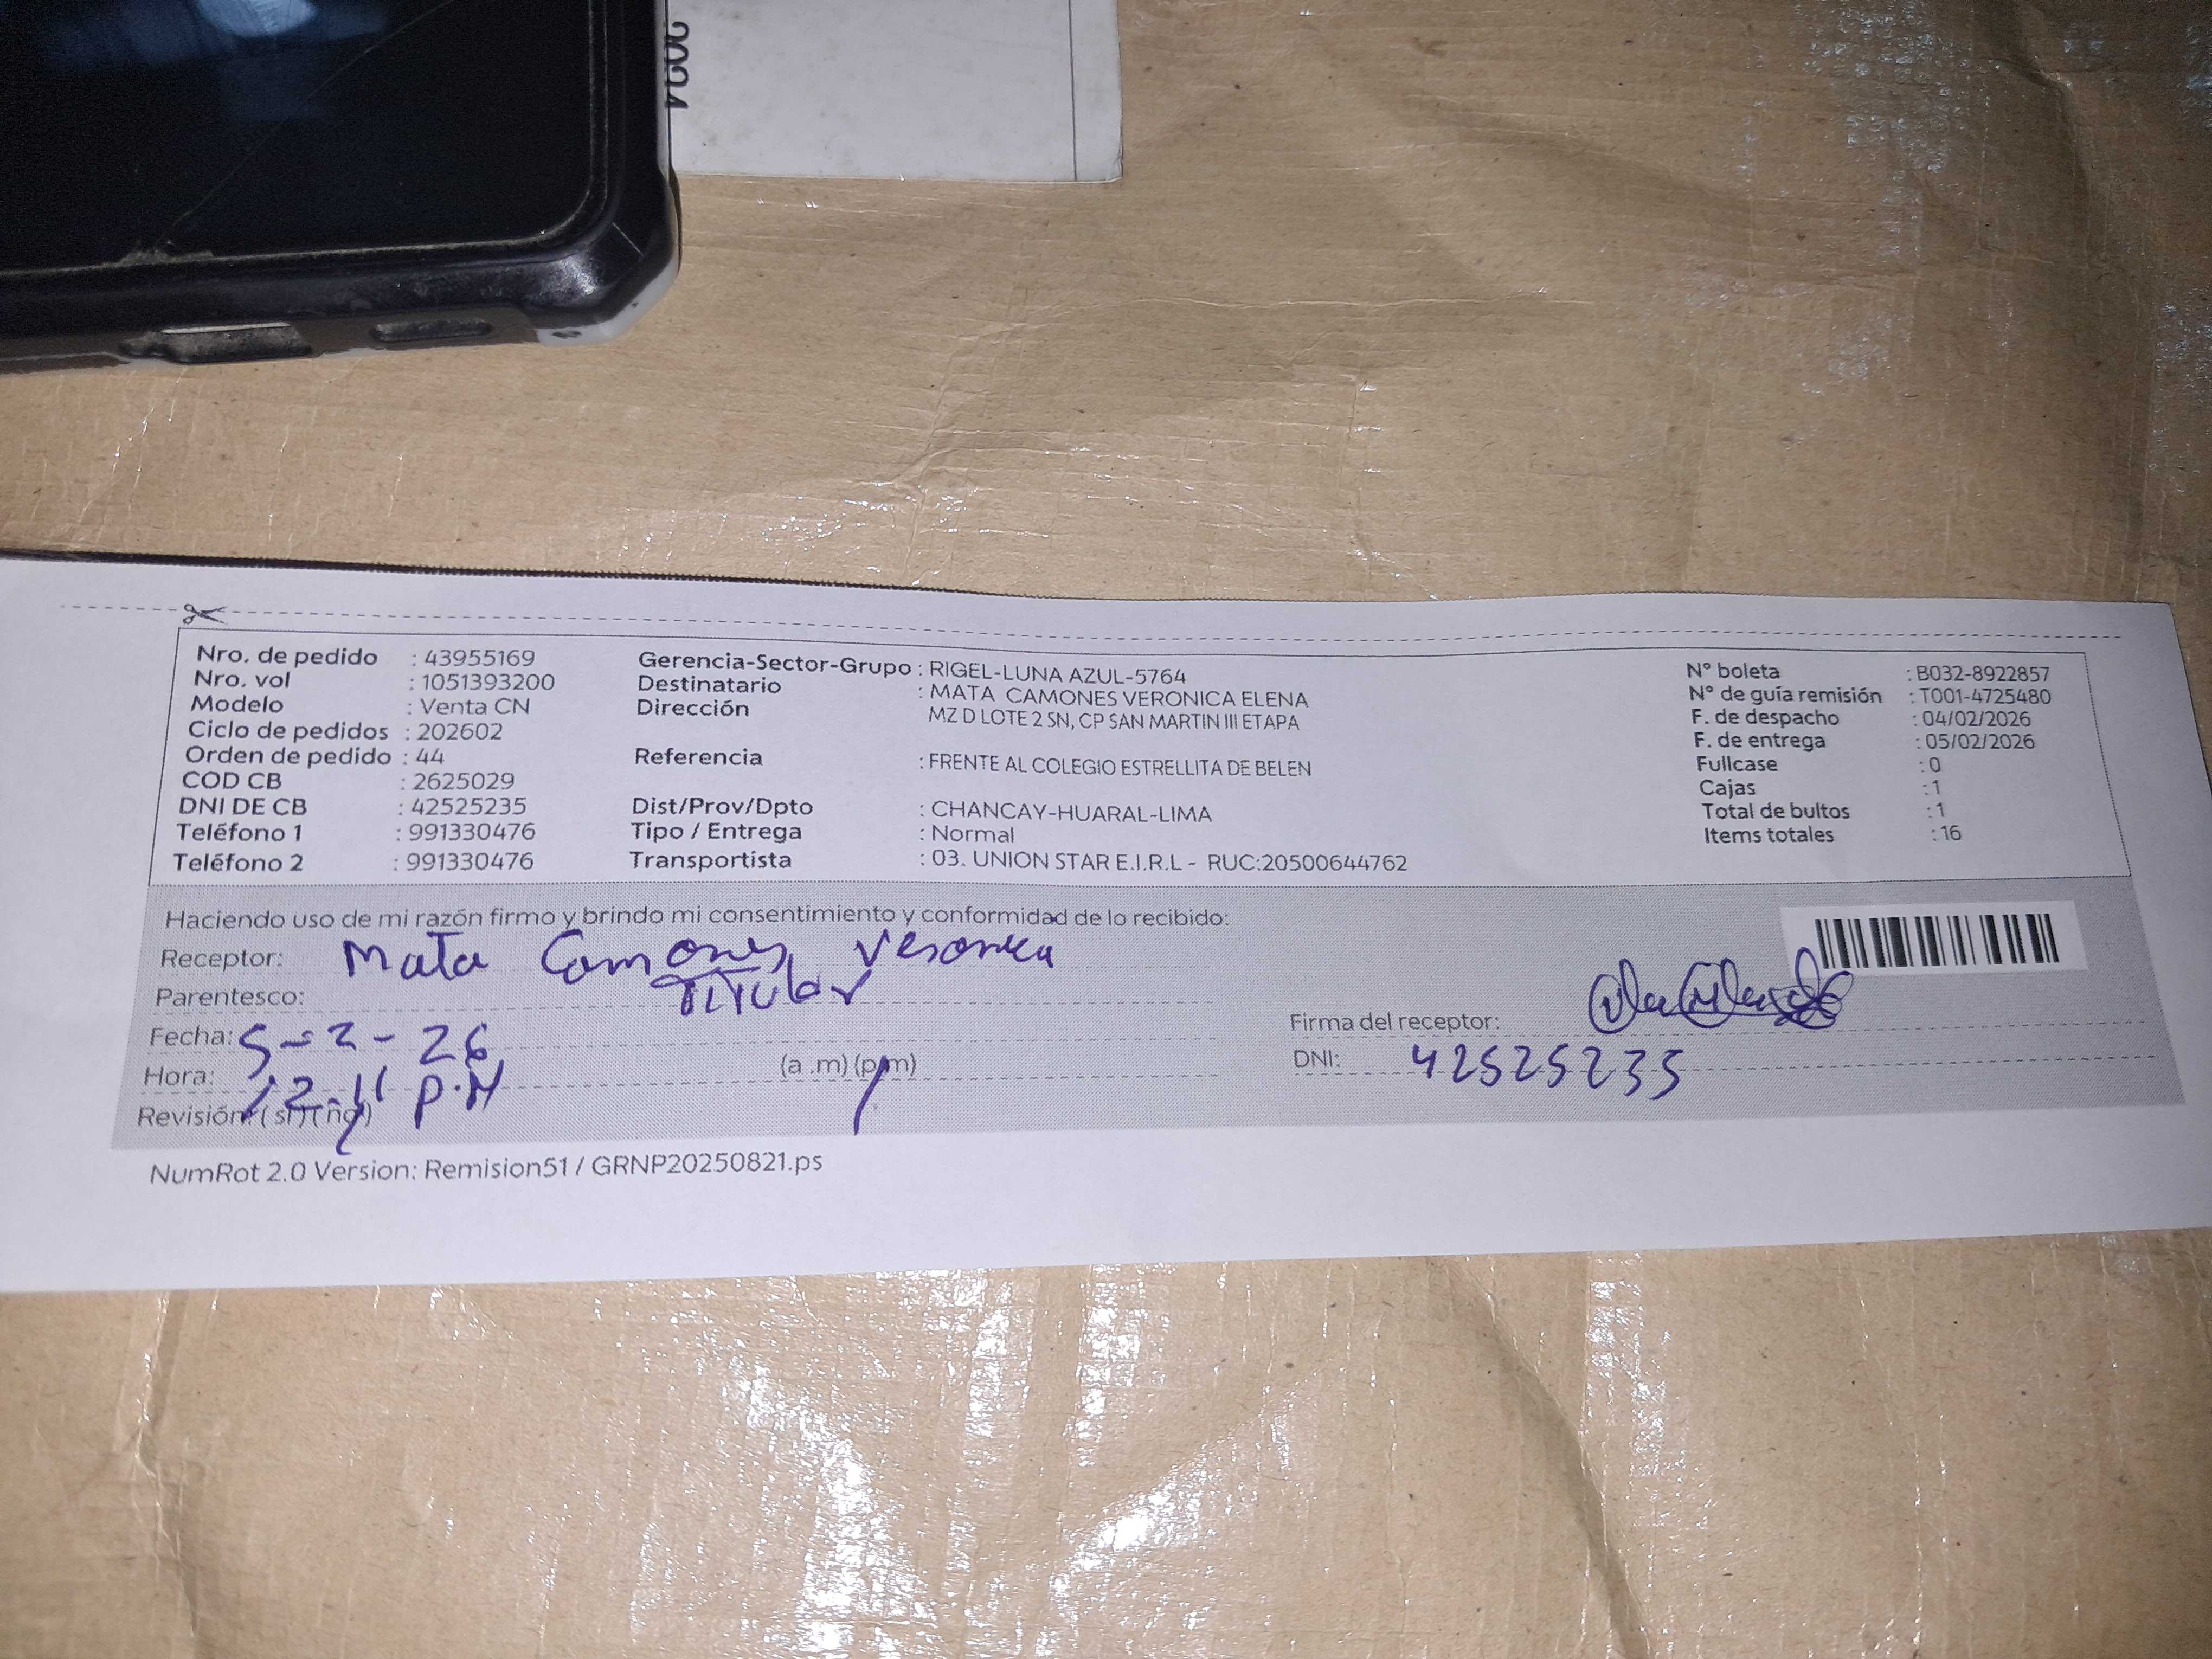 2024
Nro. de pedido : 43955169
Nro. vol : 1051393200
Modelo : Venta CN
Ciclo de pedidos : 202602
Orden de pedido : 44
COD CB : 2625029
DNI DE CB : 42525235
Teléfono 1 : 991330476
Teléfono 2 : 991330476
Gerencia-Sector-Grupo : RIGEL-LUNA AZUL-5764
Destinatario : MATA CAMONES VERONICA ELENA
Dirección MZ D LOTE 2 SN, CP SAN MARTIN III ETAPA
Referencia : FRENTE AL COLEGIO ESTRELLITA DE BELEN
Dist/Prov/Dpto : CHANCAY-HUARAL-LIMA
Tipo / Entrega : Normal
Transportista : 03. UNION STAR E.I.R.L - RUC:20500644762
N° boleta : B032-8922857
N° de guía remisión : T001-4725480
F. de despacho : 04/02/2026
F. de entrega : 05/02/2026
Fullcase : 0
Cajas : 1
Total de bultos : 1
Items totales : 16
Haciendo uso de mi razón firmo y brindo mi consentimiento y conformidad de lo recibido:
Receptor: Mata Camones Veronica
Parentesco: Titular
Fecha: 5-2-26
Hora: 12-11 P.M (a .m) (p.m)
Revisión: ( si ) ( no )
Firma del receptor:
DNI: 42525235
NumRot 2.0 Version: Remision51 / GRNP20250821.ps